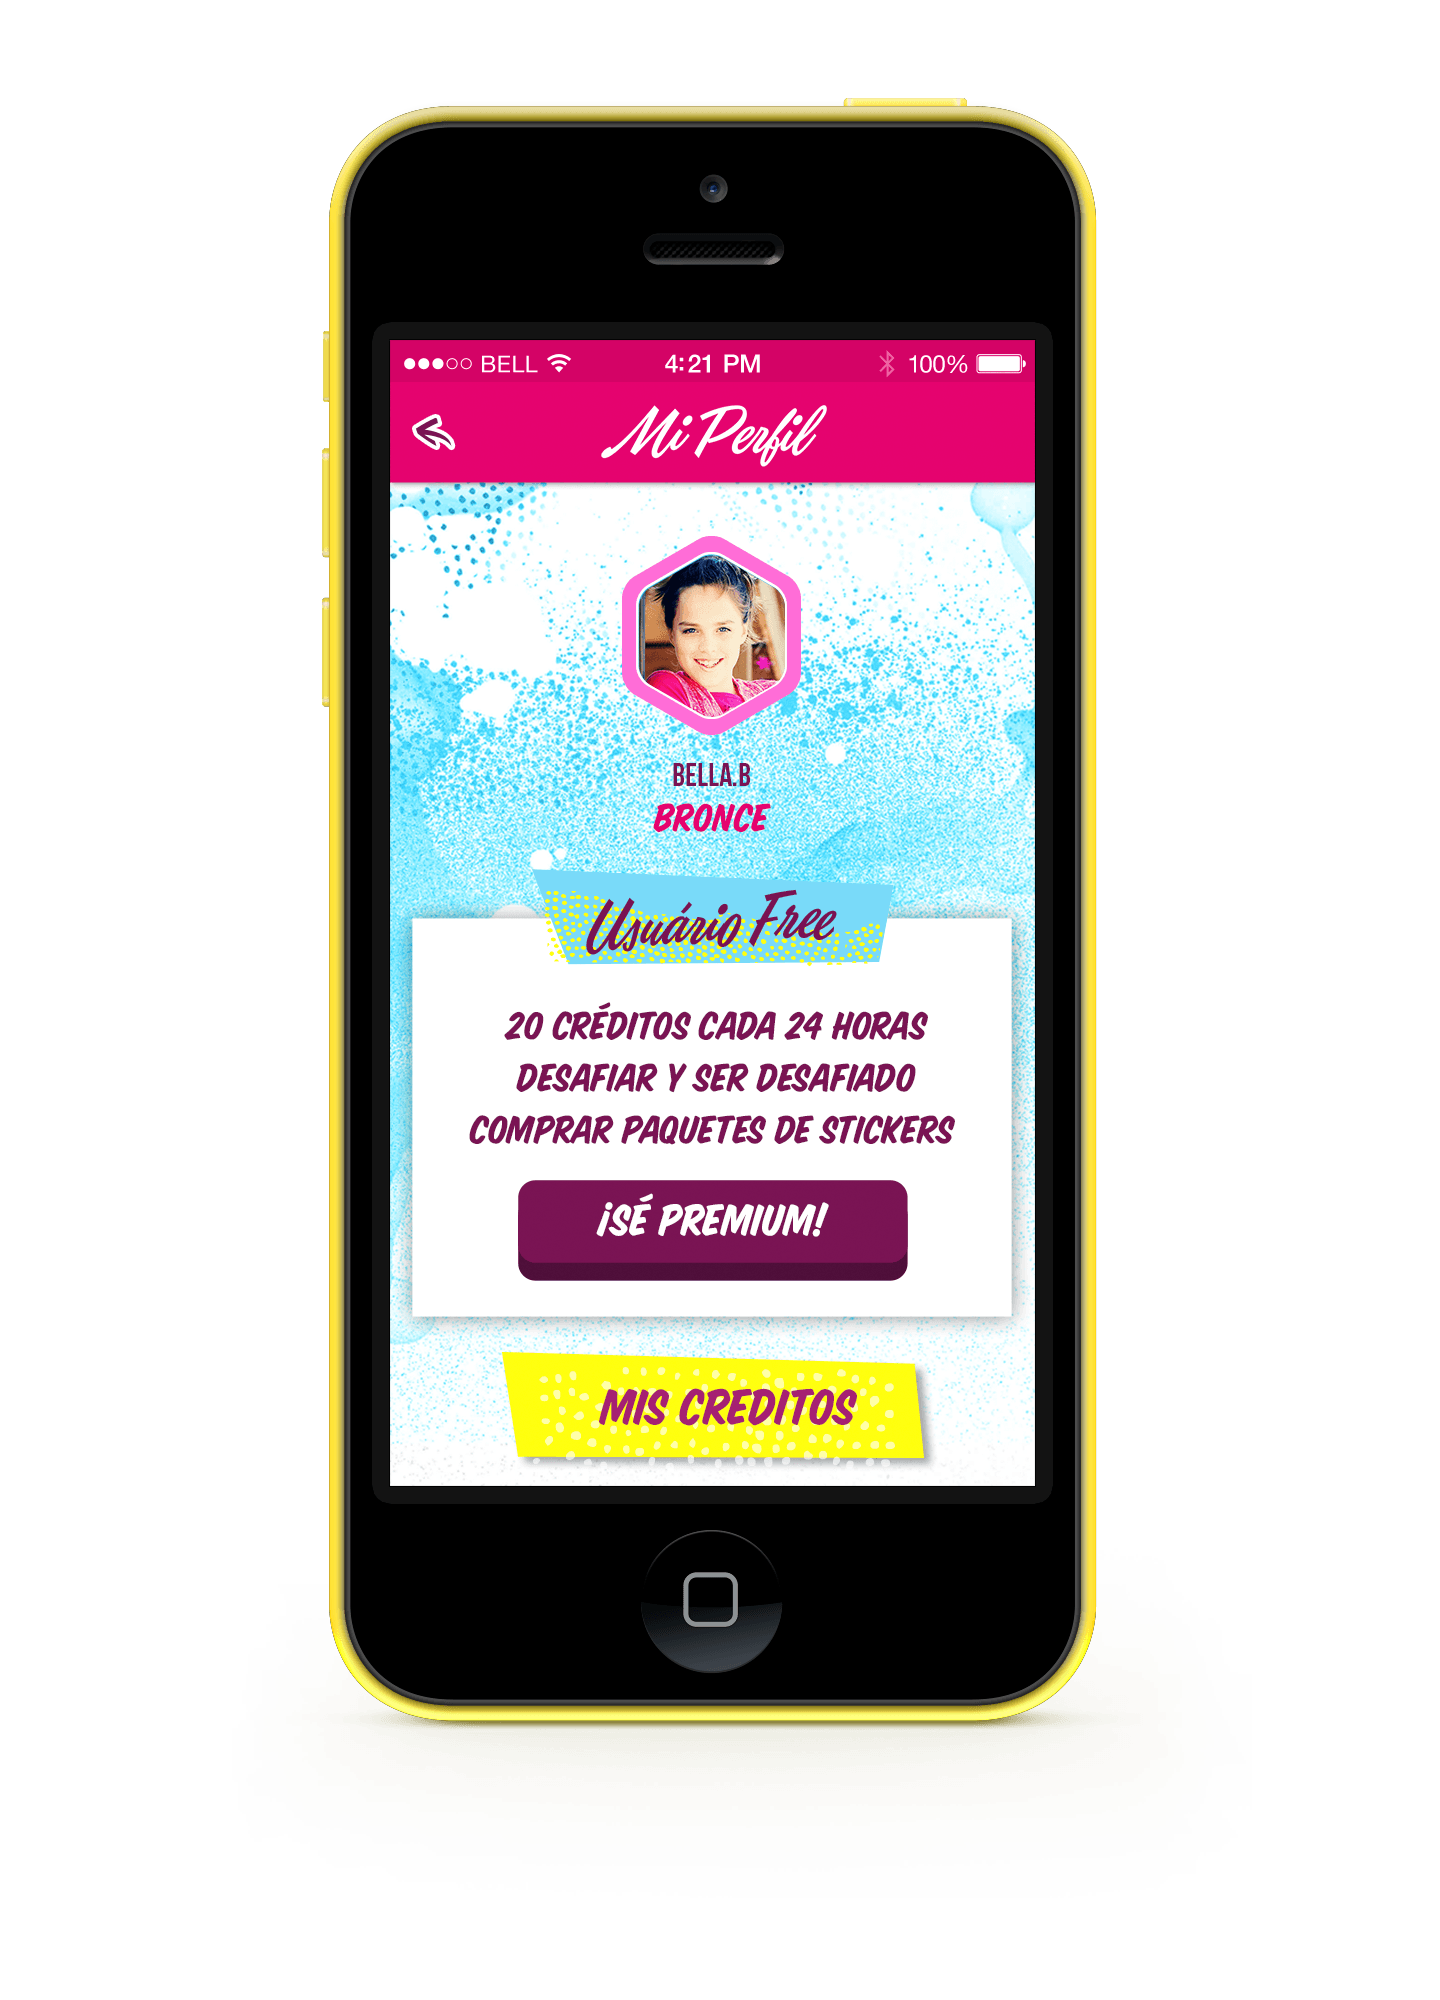 BELL 4:21 PM 100%
Mi Perfil
BELLA.B
BRONCE
Usuário Free
20 CRÉDITOS CADA 24 HORAS
DESAFIAR Y SER DESAFIADO
COMPRAR PAQUETES DE STICKERS
¡SÉ PREMIUM!
MIS CREDITOS